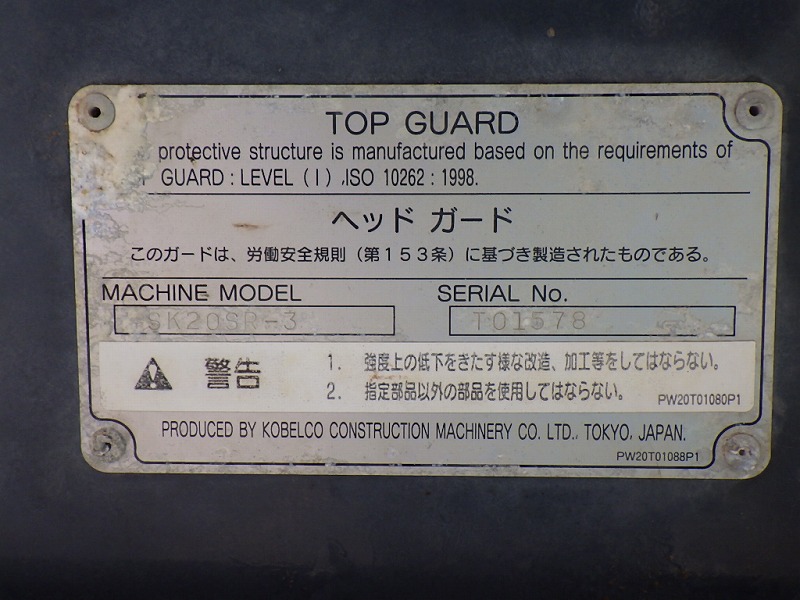 TOP GUARD
protective structure is manufactured based on the requirements of
GUARD : LEVEL (I) ,ISO 10262 : 1998.
ヘッド ガード
このガードは、労働安全規則(第153条)に基づき製造されたものである。
MACHINE MODEL SERIAL No.
SK20SR-3 T01578
警告 1. 強度上の低下をきたす様な改造、加工等をしてはならない。
2. 指定部品以外の部品を使用してはならない。 PW20T01080P1
PRODUCED BY KOBELCO CONSTRUCTION MACHINERY CO. LTD., TOKYO, JAPAN.
PW20T01088P1